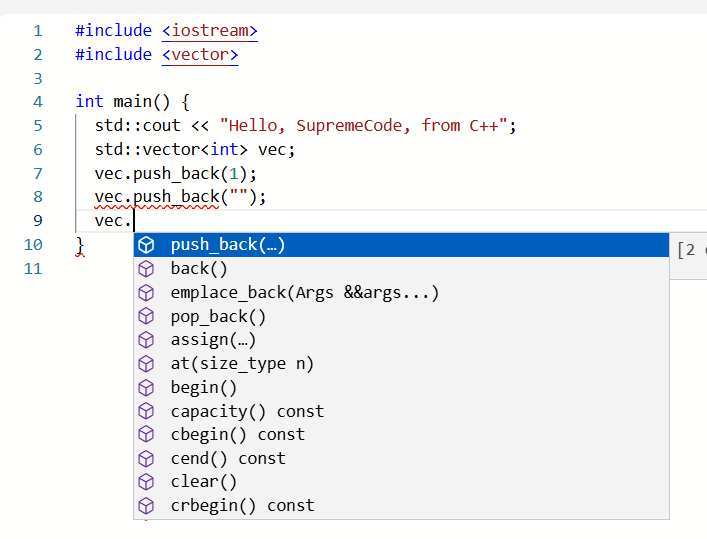 1 #include <iostream>
2 #include <vector>
3
4 int main() {
5 std::cout << "Hello, SupremeCode, from C++";
6 std::vector<int> vec;
7 vec.push_back(1);
8 vec.push_back("");
9 vec.
10 }
11
push_back(…)
[2
back()
emplace_back(Args &&args...)
pop_back()
assign(…)
at(size_type n)
begin()
capacity() const
cbegin() const
cend() const
clear()
crbegin() const